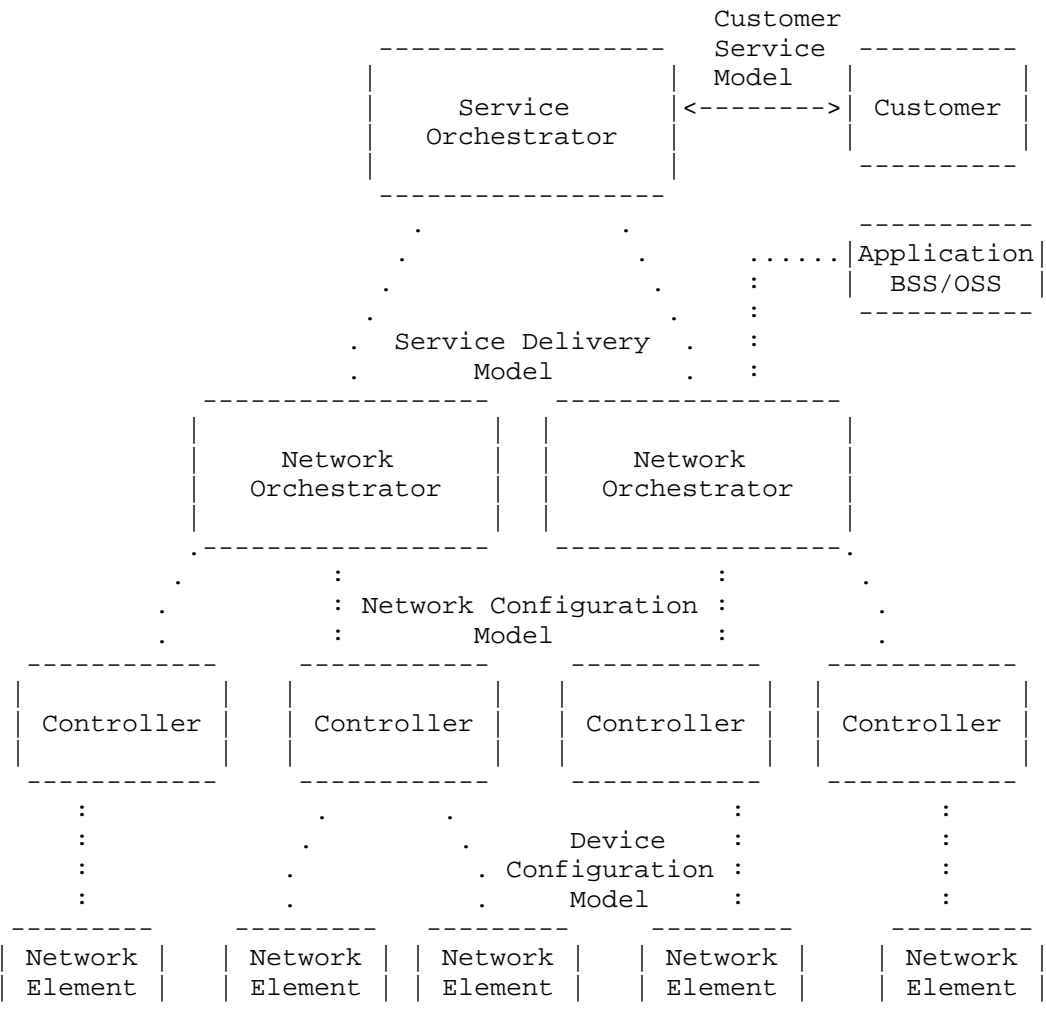 Customer
Service
Model
Service
Orchestrator
Customer
Application
BSS/OSS
Service Delivery
Model
Network
Orchestrator
Network
Orchestrator
Network Configuration
Model
Controller
Controller
Controller
Controller
Device
Configuration
Model
Network
Element
Network
Element
Network
Element
Network
Element
Network
Element